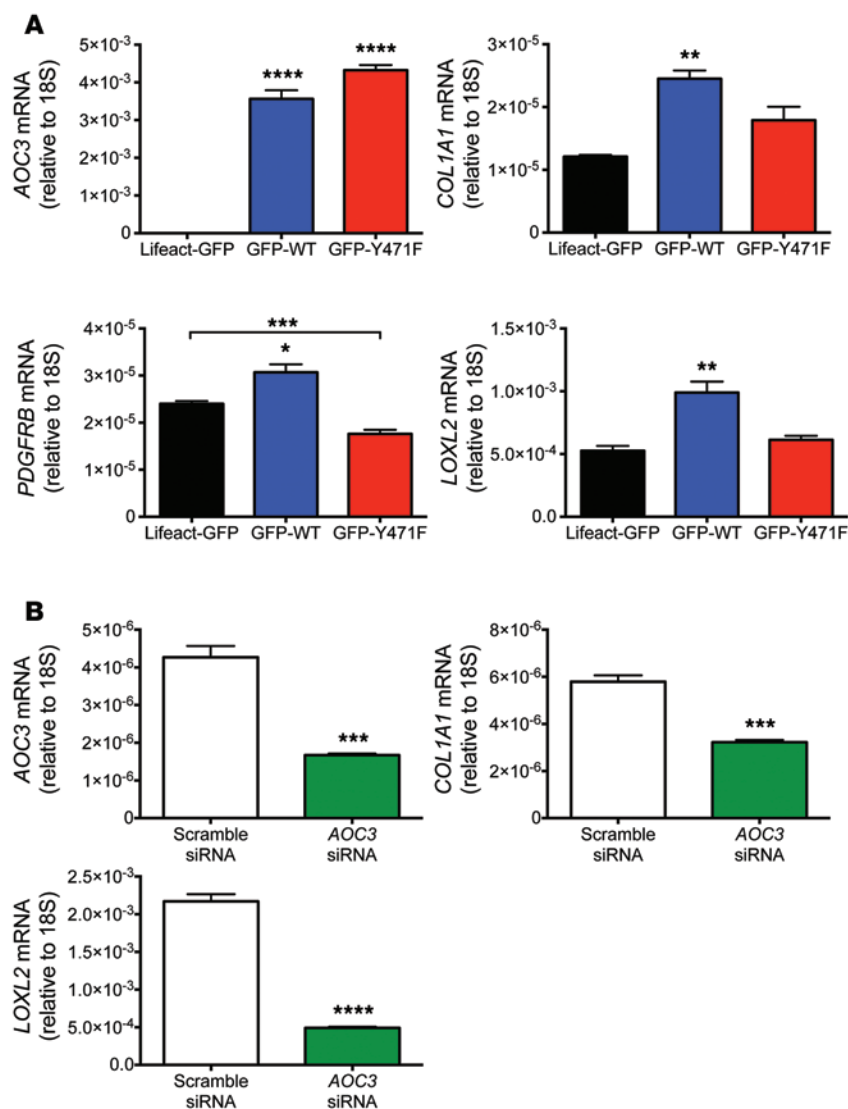 A
AOC3 mRNA
(relative to 18S)
5×10⁻³
4×10⁻³
3×10⁻³
2×10⁻³
1×10⁻³
0
****
****
Lifeact-GFP GFP-WT GFP-Y471F
COL1A1 mRNA
(relative to 18S)
3×10⁻⁵
2×10⁻⁵
1×10⁻⁵
0
**
Lifeact-GFP GFP-WT GFP-Y471F
PDGFRB mRNA
(relative to 18S)
4×10⁻⁵
3×10⁻⁵
2×10⁻⁵
1×10⁻⁵
0
***
*
Lifeact-GFP GFP-WT GFP-Y471F
LOXL2 mRNA
(relative to 18S)
1.5×10⁻³
1.0×10⁻³
5.0×10⁻⁴
0.0
**
Lifeact-GFP GFP-WT GFP-Y471F
B
AOC3 mRNA
(relative to 18S)
5×10⁻⁶
4×10⁻⁶
3×10⁻⁶
2×10⁻⁶
1×10⁻⁶
0
***
Scramble AOC3
siRNA siRNA
COL1A1 mRNA
(relative to 18S)
8×10⁻⁶
6×10⁻⁶
4×10⁻⁶
2×10⁻⁶
0
***
Scramble AOC3
siRNA siRNA
LOXL2 mRNA
(relative to 18S)
2.5×10⁻³
2.0×10⁻³
1.5×10⁻³
1.0×10⁻³
5.0×10⁻⁴
0.0
****
Scramble AOC3
siRNA siRNA